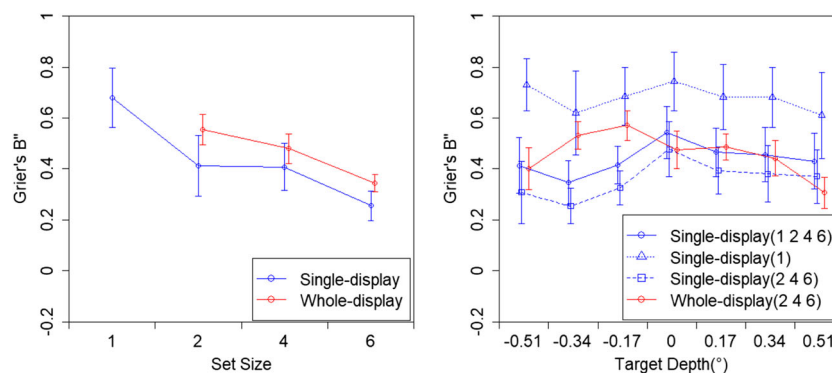 1
0.8
0.6
0.4
0.2
0
-0.2
Grier's B"
1 2 4 6
Set Size
Single-display
Whole-display
1
0.8
0.6
0.4
0.2
0
-0.2
Grier's B"
-0.51 -0.34 -0.17 0 0.17 0.34 0.51
Target Depth(°)
Single-display(1 2 4 6)
Single-display(1)
Single-display(2 4 6)
Whole-display(2 4 6)